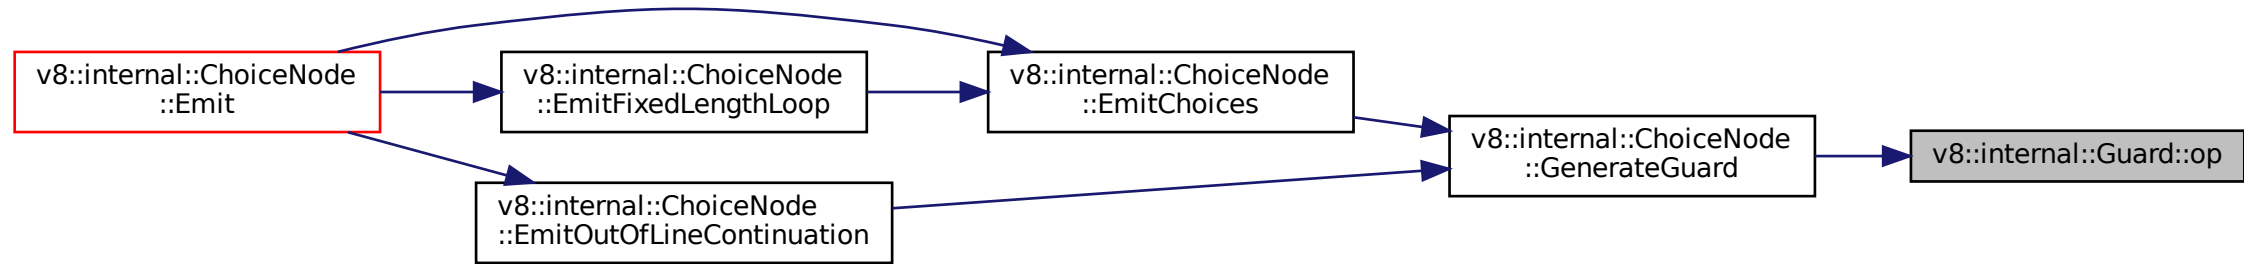 v8::internal::ChoiceNode
::Emit
v8::internal::ChoiceNode
::EmitFixedLengthLoop
v8::internal::ChoiceNode
::EmitChoices
v8::internal::ChoiceNode
::GenerateGuard
v8::internal::Guard::op
v8::internal::ChoiceNode
::EmitOutOfLineContinuation